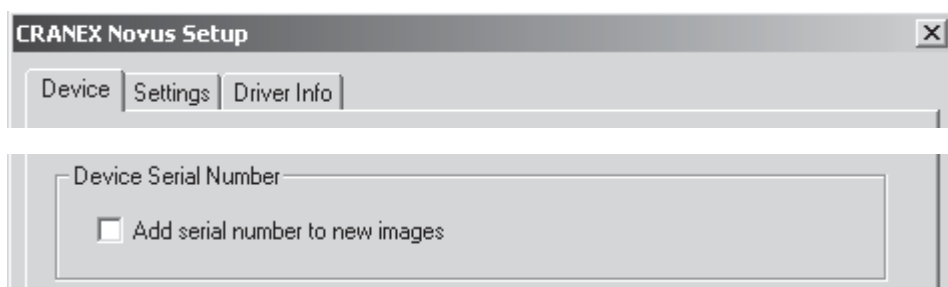 CRANEX Novus Setup
Device Settings Driver Info
Device Serial Number
Add serial number to new images